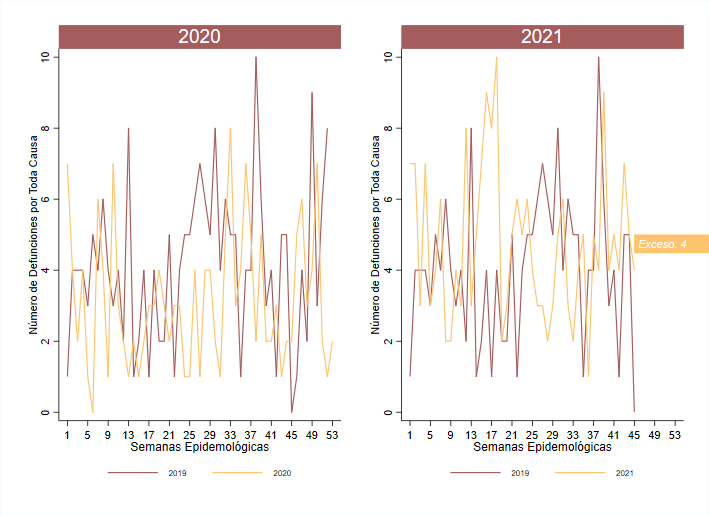 2020
Número de Defunciones por Toda Causa
10
8
6
4
2
0
1 5 9 13 17 21 25 29 33 37 41 45 49 53
Semanas Epidemológicas
2019 2020
2021
Número de Defunciones por Toda Causa
10
8
6
4
2
0
Exceso: 4
1 5 9 13 17 21 25 29 33 37 41 45 49 53
Semanas Epidemológicas
2019 2021